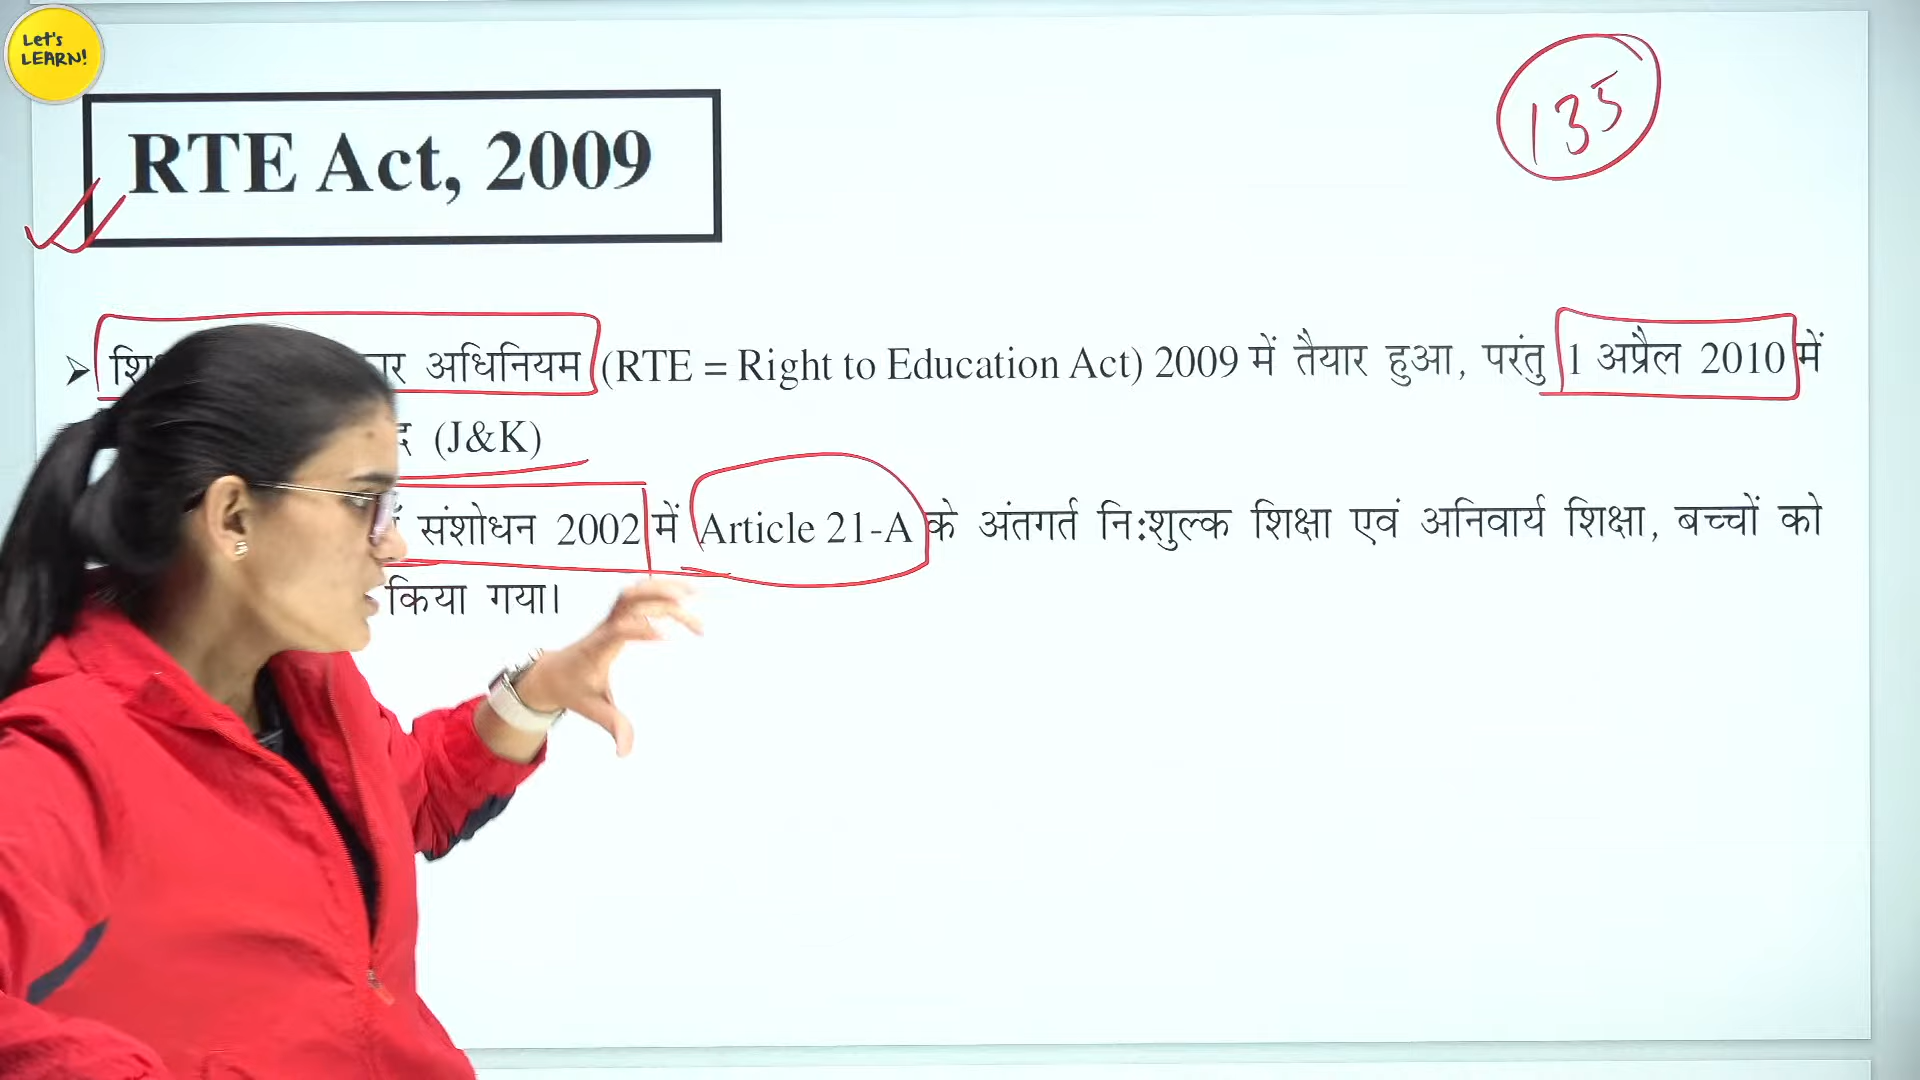 Let's
LEARN!
135
RTE Act, 2009
➤ अधिनियम (RTE = Right to Education Act) 2009 में तैयार हुआ, परंतु 1 अप्रैल 2010 में
(J&K)
संशोधन 2002 में Article 21-A के अंतगर्त नि:शुल्क शिक्षा एवं अनिवार्य शिक्षा, बच्चों को
किया गया।